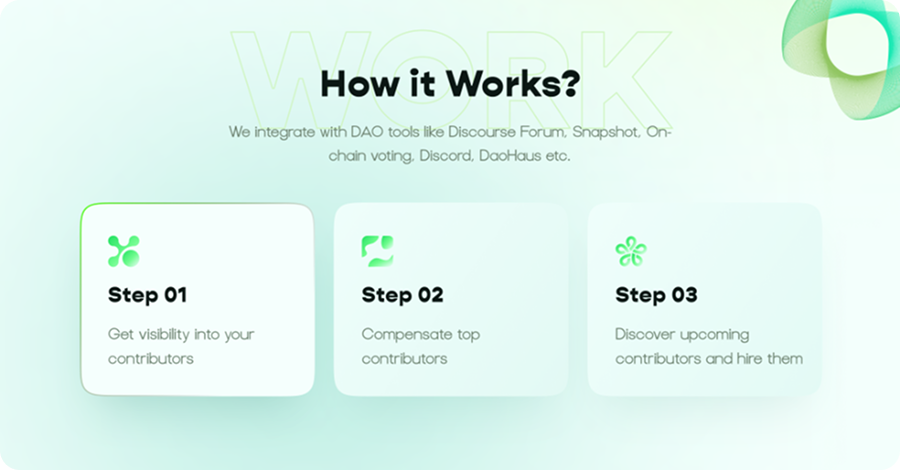 WORK
How it Works?
We integrate with DAO tools like Discourse Forum, Snapshot, On-
chain voting, Discord, DaoHaus etc.
Step 01
Get visibility into your
contributors
Step 02
Compensate top
contributors
Step 03
Discover upcoming
contributors and hire them